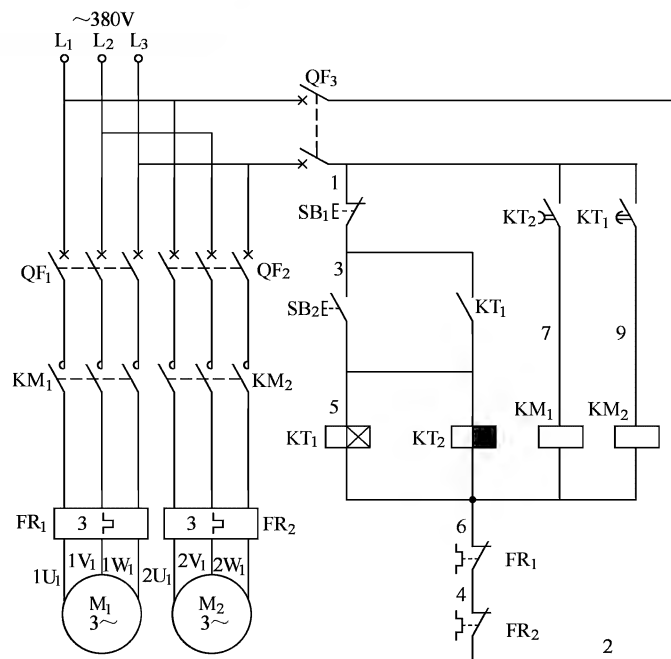 ~380V
L₁ L₂ L₃
QF₃
1
SB₁
KT₂ KT₁
QF₁ QF₂
3
SB₂ KT₁
7 9
KM₁ KM₂
5
KM₁ KM₂
KT₁ KT₂
FR₁ 3 3 FR₂
6
1U₁ 1V₁ 1W₁ 2U₁ 2V₁ 2W₁
FR₁
M₁
3~
M₂
3~
4
FR₂
2